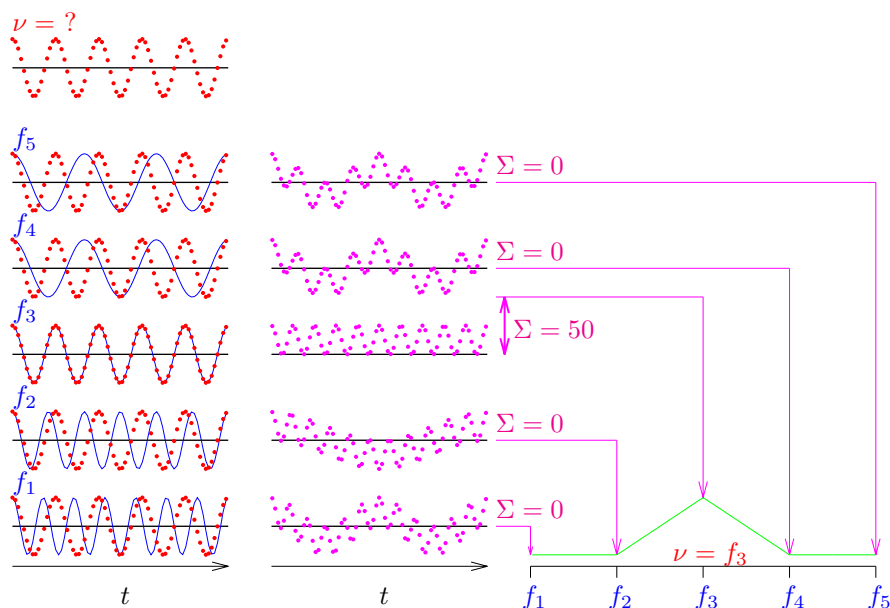 ν = ?
f₅
Σ = 0
f₄
Σ = 0
f₃
Σ = 50
f₂
Σ = 0
f₁
Σ = 0
ν = f₃
t
t
f₁ f₂ f₃ f₄ f₅